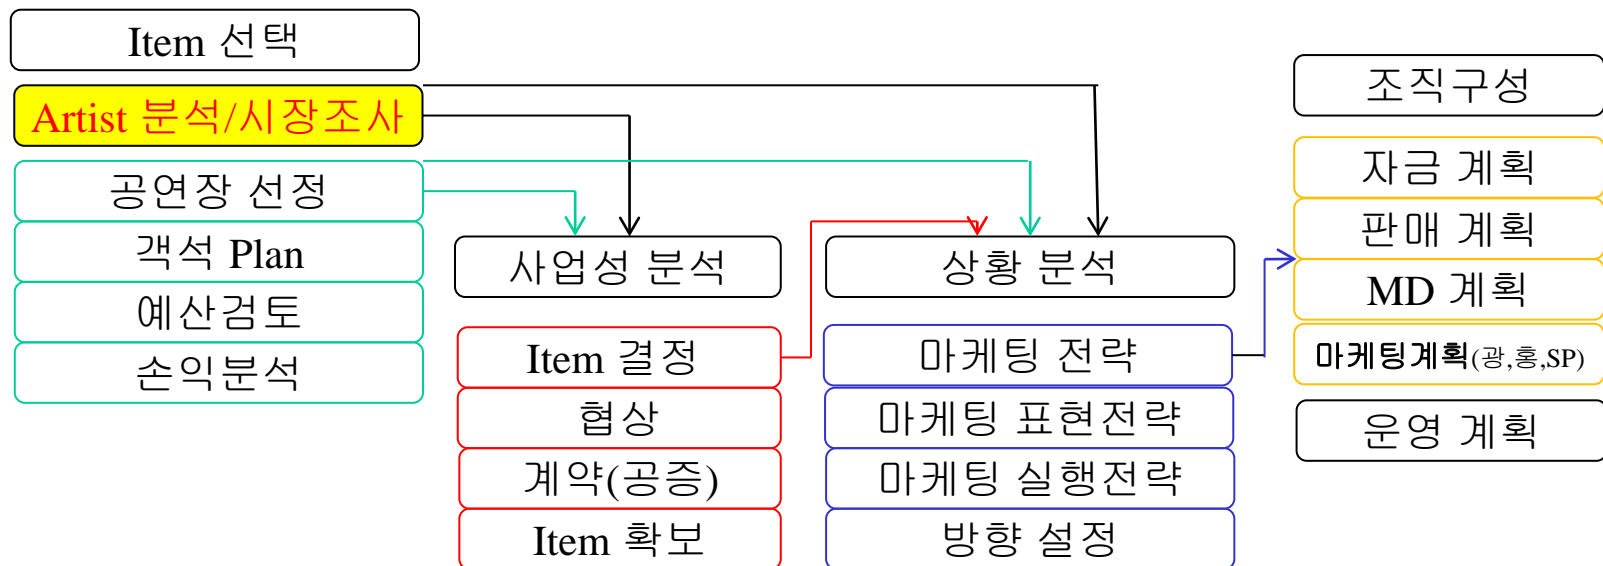 Item 선택
Artist 분석/시장조사
공연장 선정
객석 Plan
예산검토
손익분석
사업성 분석
Item 결정
협상
계약(공증)
Item 확보
상황 분석
마케팅 전략
마케팅 표현전략
마케팅 실행전략
방향 설정
조직구성
자금 계획
판매 계획
MD 계획
마케팅계획(광,홍,SP)
운영 계획